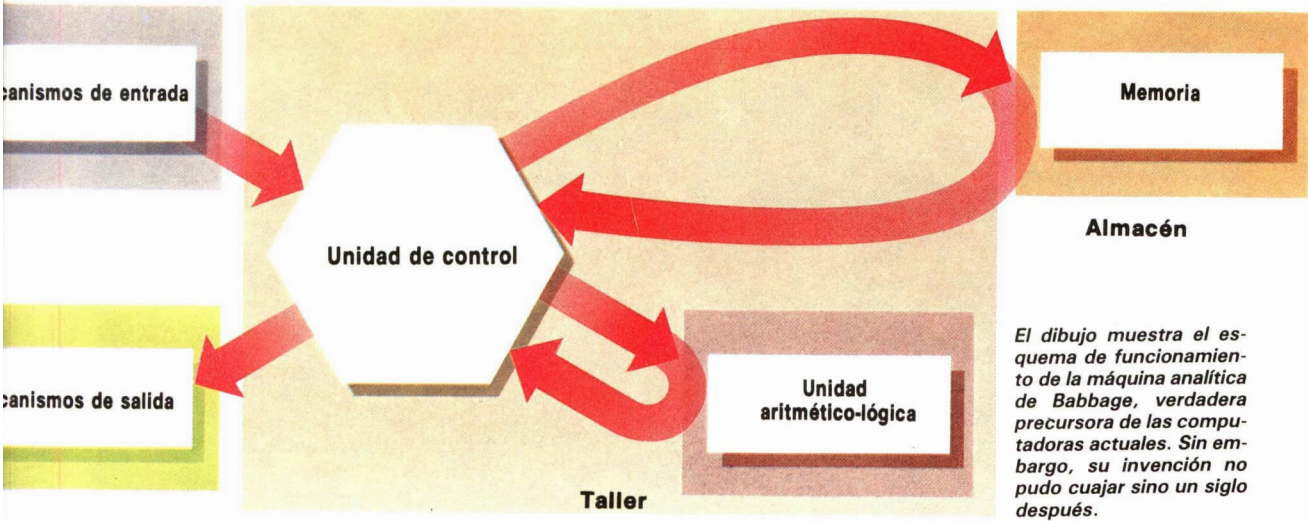 canismos de entrada
Memoria
Almacén
Unidad de control
canismos de salida
Unidad
aritmético-lógica
Taller
El dibujo muestra el es-
quema de funcionamien-
to de la máquina analítica
de Babbage, verdadera
precursora de las compu-
tadoras actuales. Sin em-
bargo, su invención no
pudo cuajar sino un siglo
después.